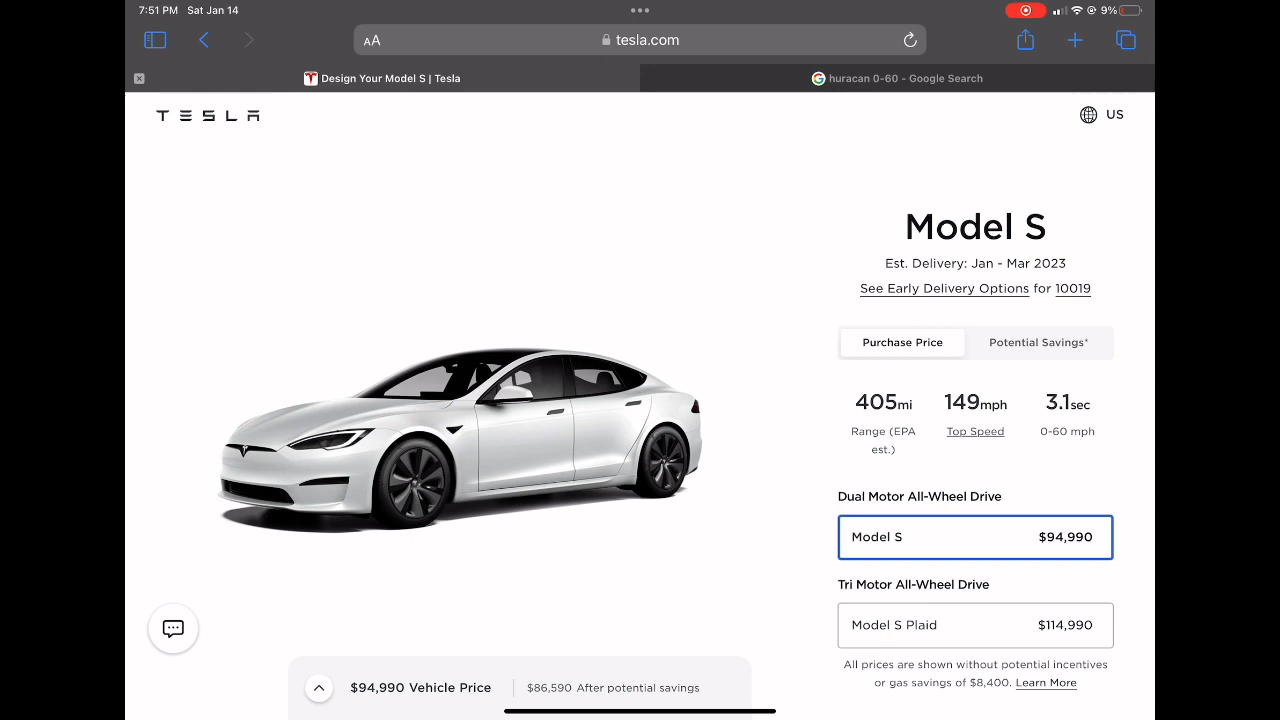 7:51 PM Sat Jan 14
9%
AA
tesla.com
Design Your Model S | Tesla
huracan 0-60 - Google Search
TESLA
US
Model S
Est. Delivery: Jan - Mar 2023
See Early Delivery Options for 10019
Purchase Price
Potential Savings*
405mi
149mph
3.1sec
Range (EPA
est.)
Top Speed
0-60 mph
Dual Motor All-Wheel Drive
Model S
$94,990
Tri Motor All-Wheel Drive
Model S Plaid
$114,990
All prices are shown without potential incentives
or gas savings of $8,400. Learn More
$94,990 Vehicle Price
$86,590 After potential savings